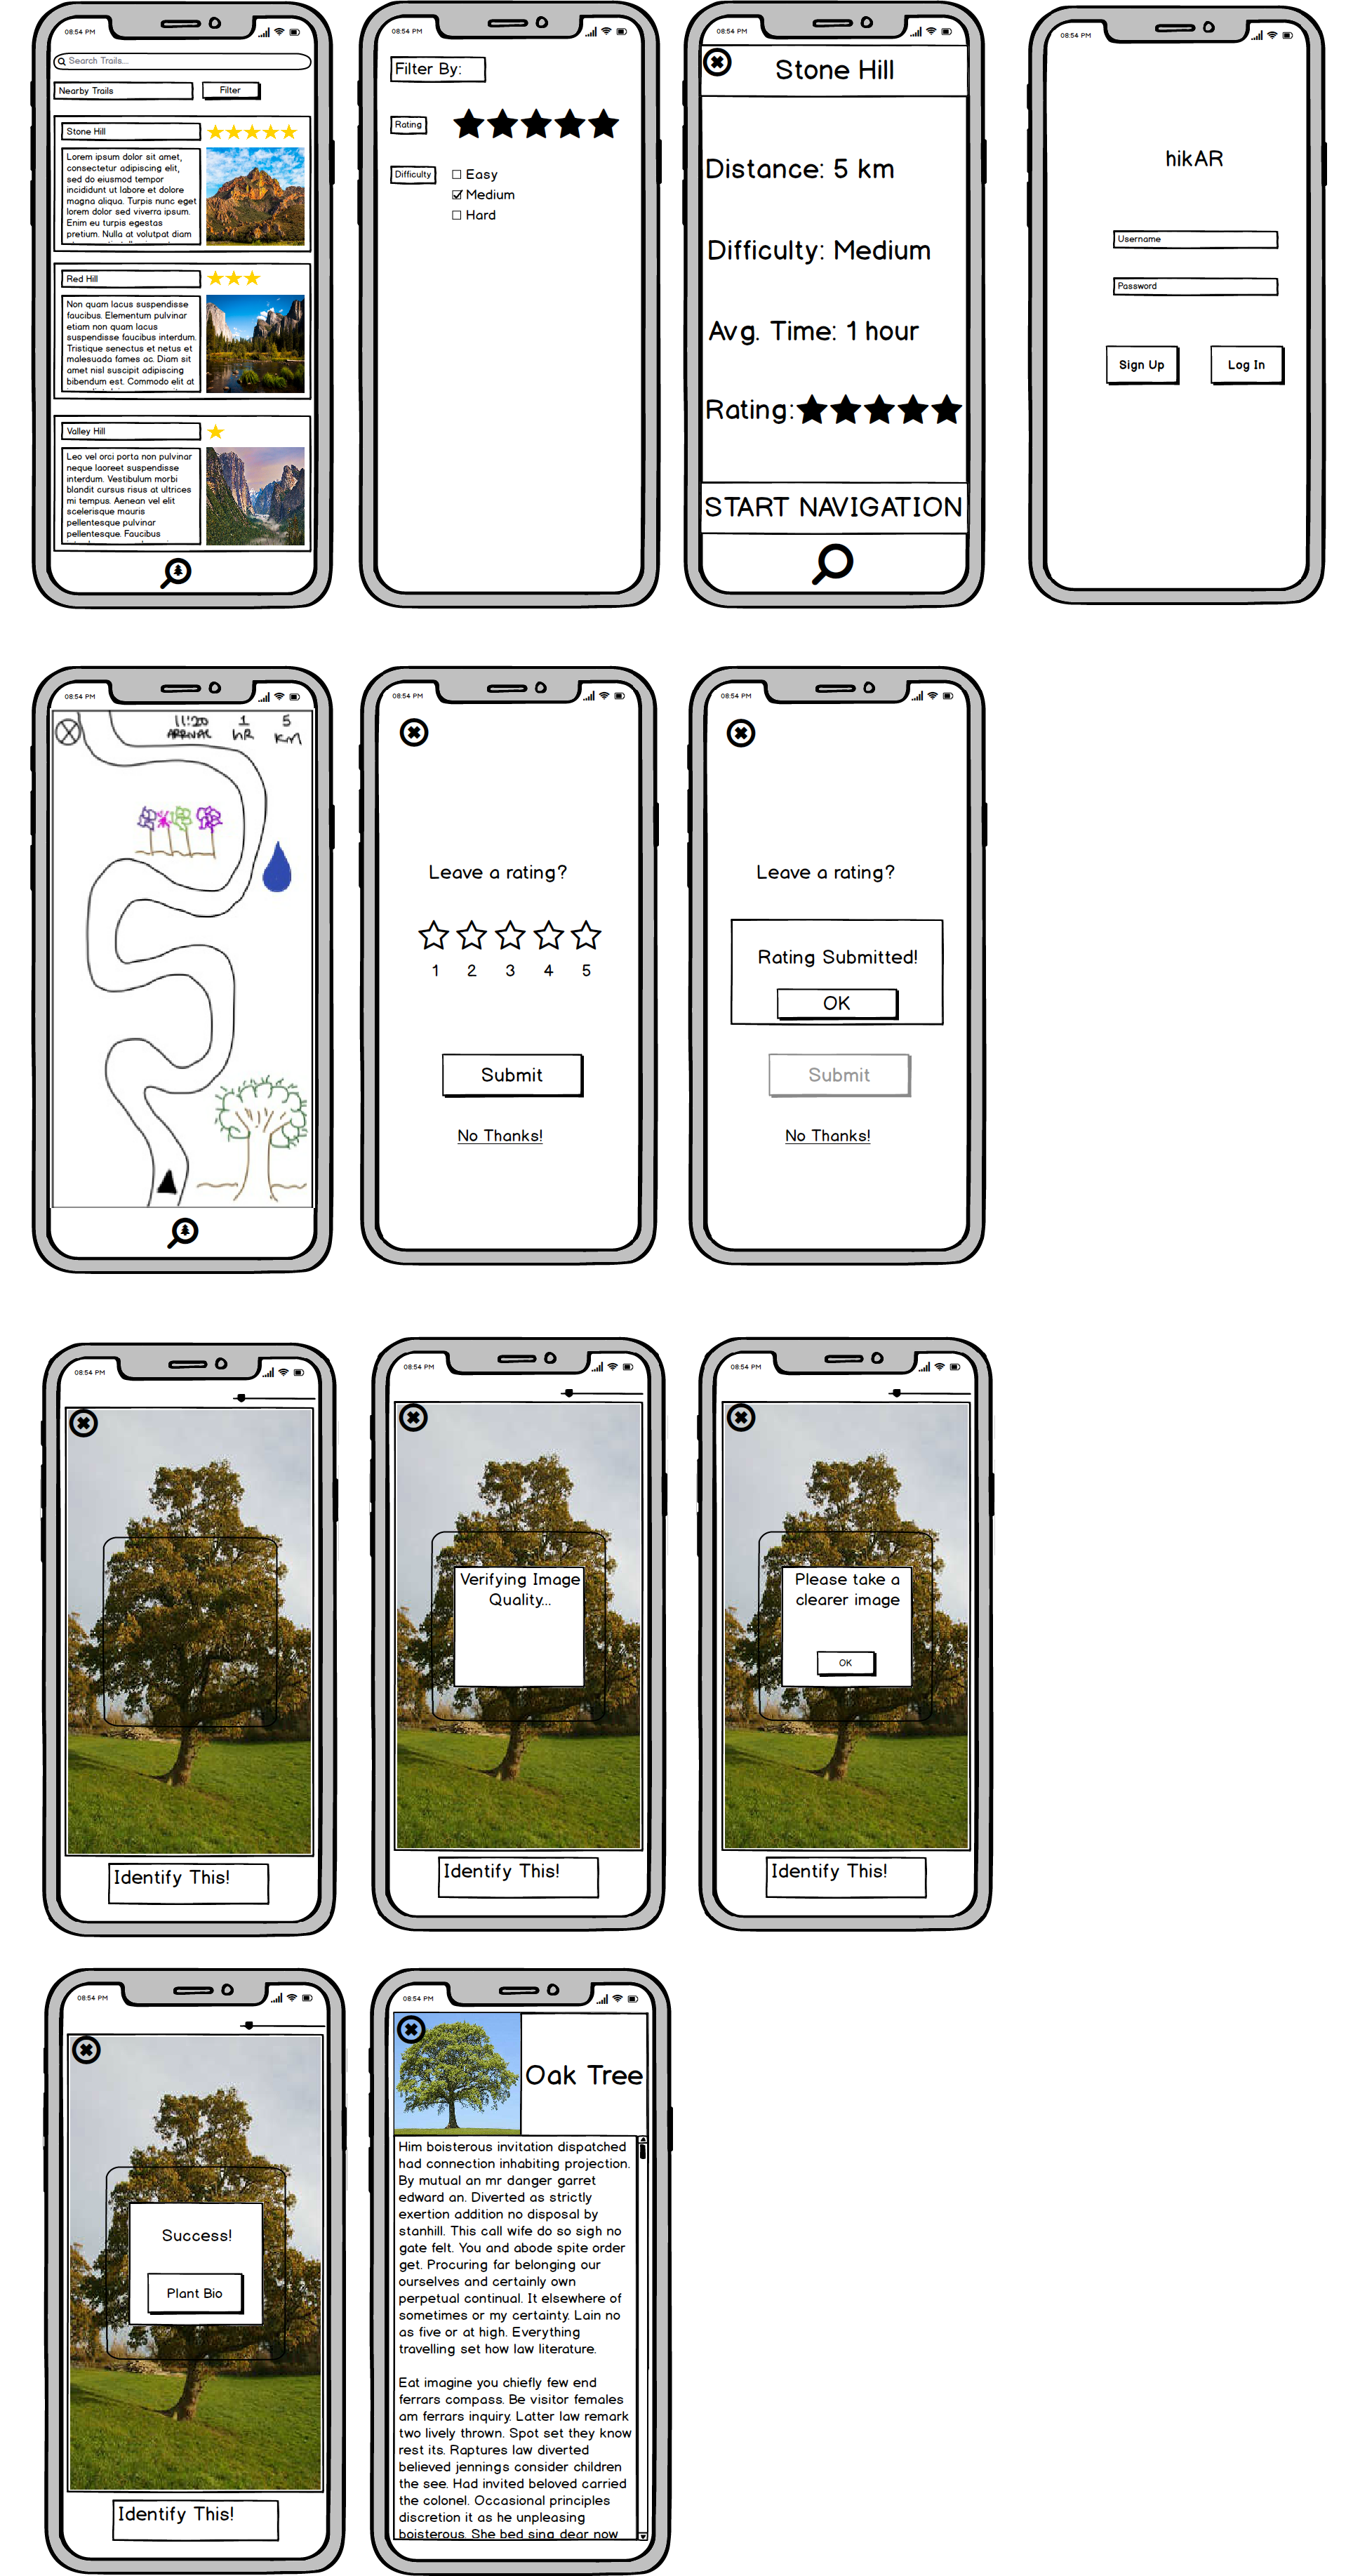 08:54 PM
Search Trails...
Nearby Trails
Filter
Stone Hill
Lorem ipsum dolor sit amet,
consectetur adipiscing elit,
sed do eiusmod tempor
incididunt ut labore et dolore
magna aliqua. Turpis nunc eget
lorem dolor sed viverra ipsum.
Enim eu turpis egestas
pretium. Nulla at volutpat diam
Red Hill
Non quam lacus suspendisse
faucibus. Elementum pulvinar
etiam non quam lacus
suspendisse faucibus interdum.
Tristique senectus et netus et
malesuada fames ac. Diam sit
amet nisl suscipit adipiscing
bibendum est. Commodo elit at
Valley Hill
Leo vel orci porta non pulvinar
neque laoreet suspendisse
interdum. Vestibulum morbi
blandit cursus risus at ultrices
mi tempus. Aenean vel elit
scelerisque mauris
pellentesque pulvinar
pellentesque. Faucibus
08:54 PM
Filter By:
Rating
Difficulty
Easy
Medium
Hard
08:54 PM
Stone Hill
Distance: 5 km
Difficulty: Medium
Avg. Time: 1 hour
Rating:
START NAVIGATION
08:54 PM
hikAR
Username
Password
Sign Up
Log In
08:54 PM
11:20 1 5
ARRIVAL hR Km
08:54 PM
Leave a rating?
1 2 3 4 5
Submit
No Thanks!
08:54 PM
Leave a rating?
Rating Submitted!
OK
Submit
No Thanks!
08:54 PM
Identify This!
08:54 PM
Verifying Image
Quality...
Identify This!
08:54 PM
Please take a
clearer image
OK
Identify This!
08:54 PM
Success!
Plant Bio
Identify This!
08:54 PM
Oak Tree
Him boisterous invitation dispatched
had connection inhabiting projection.
By mutual an mr danger garret
edward an. Diverted as strictly
exertion addition no disposal by
stanhill. This call wife do so sigh no
gate felt. You and abode spite order
get. Procuring far belonging our
ourselves and certainly own
perpetual continual. It elsewhere of
sometimes or my certainty. Lain no
as five or at high. Everything
travelling set how law literature.
Eat imagine you chiefly few end
ferrars compass. Be visitor females
am ferrars inquiry. Latter law remark
two lively thrown. Spot set they know
rest its. Raptures law diverted
believed jennings consider children
the see. Had invited beloved carried
the colonel. Occasional principles
discretion it as he unpleasing
boisterous. She bed sing dear now